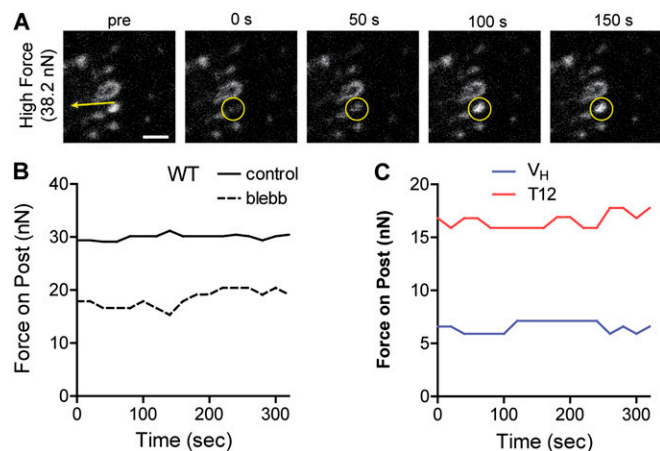 A
pre 0 s 50 s 100 s 150 s
High Force
(38.2 nN)
B
WT
control
blebb
Force on Post (nN)
40
30
20
10
0
0 100 200 300
Time (sec)
C
V_H
T12
Force on Post (nN)
20
15
10
5
0
0 100 200 300
Time (sec)